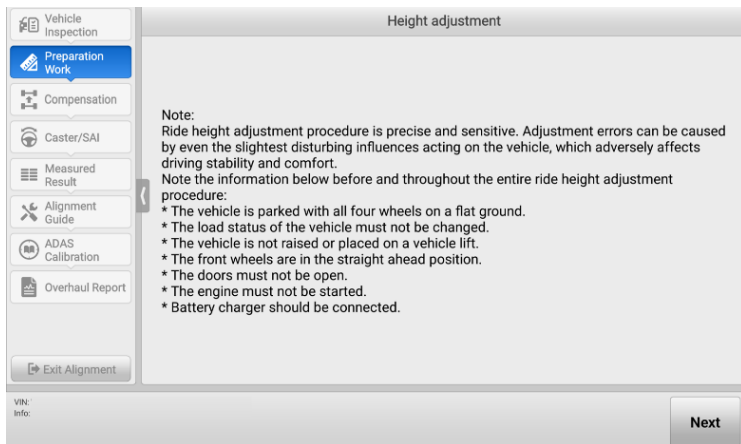 Vehicle
Inspection
Height adjustment
Preparation
Work
Compensation
Caster/SAI
Measured
Result
Alignment
Guide
ADAS
Calibration
Overhaul Report
Exit Alignment
Note:
Ride height adjustment procedure is precise and sensitive. Adjustment errors can be caused
by even the slightest disturbing influences acting on the vehicle, which adversely affects
driving stability and comfort.
Note the information below before and throughout the entire ride height adjustment
procedure:
* The vehicle is parked with all four wheels on a flat ground.
* The load status of the vehicle must not be changed.
* The vehicle is not raised or placed on a vehicle lift.
* The front wheels are in the straight ahead position.
* The doors must not be open.
* The engine must not be started.
* Battery charger should be connected.
VIN:
Info:
Next